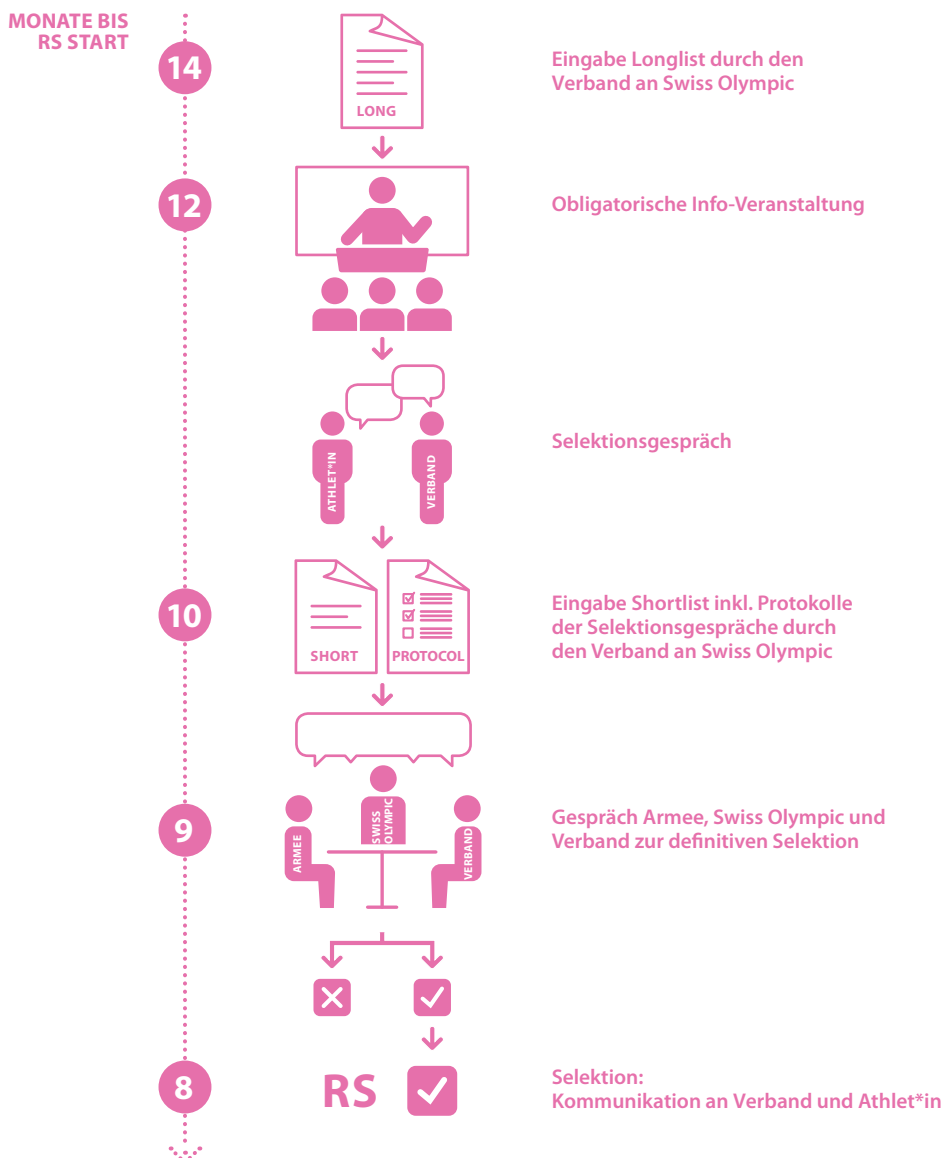 MONATE BIS
RS START
14
LONG
Eingabe Longlist durch den
Verband an Swiss Olympic
12
Obligatorische Info-Veranstaltung
ATHLET*IN
VERBAND
Selektionsgespräch
10
SHORT
PROTOCOL
Eingabe Shortlist inkl. Protokolle
der Selektionsgespräche durch
den Verband an Swiss Olympic
9
ARMEE
SWISS
OLYMPIC
VERBAND
Gespräch Armee, Swiss Olympic und
Verband zur definitiven Selektion
8
RS
Selektion:
Kommunikation an Verband und Athlet*in